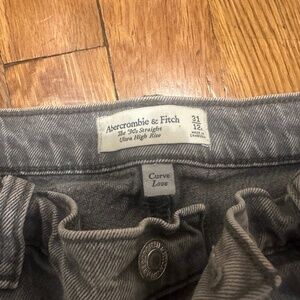 Abercrombie & Fitch
The '90s Straight
Ultra High Rise
31
12
Curve
Love